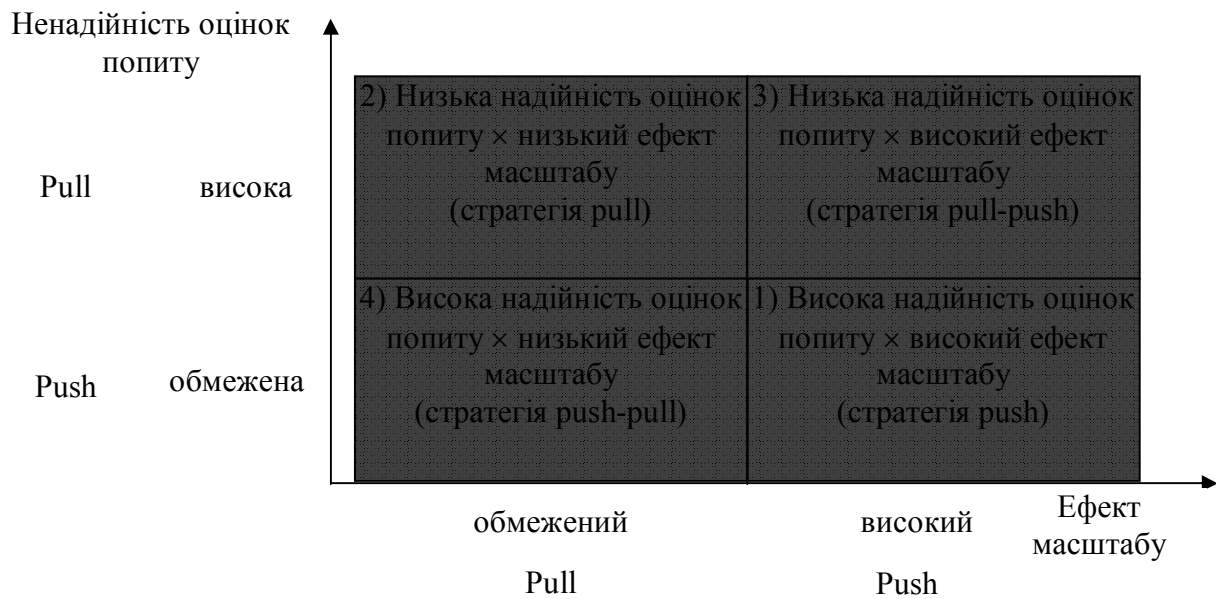 Ненадійність оцінок
попиту
2) Низька надійність оцінок
попиту × низький ефект
масштабу
(стратегія pull)
3) Низька надійність оцінок
попиту × високий ефект
масштабу
(стратегія pull-push)
Pull
висока
4) Висока надійність оцінок
попиту × низький ефект
масштабу
(стратегія push-pull)
1) Висока надійність оцінок
попиту × високий ефект
масштабу
(стратегія push)
Push
обмежена
обмежений
високий
Ефект
масштабу
Pull
Push